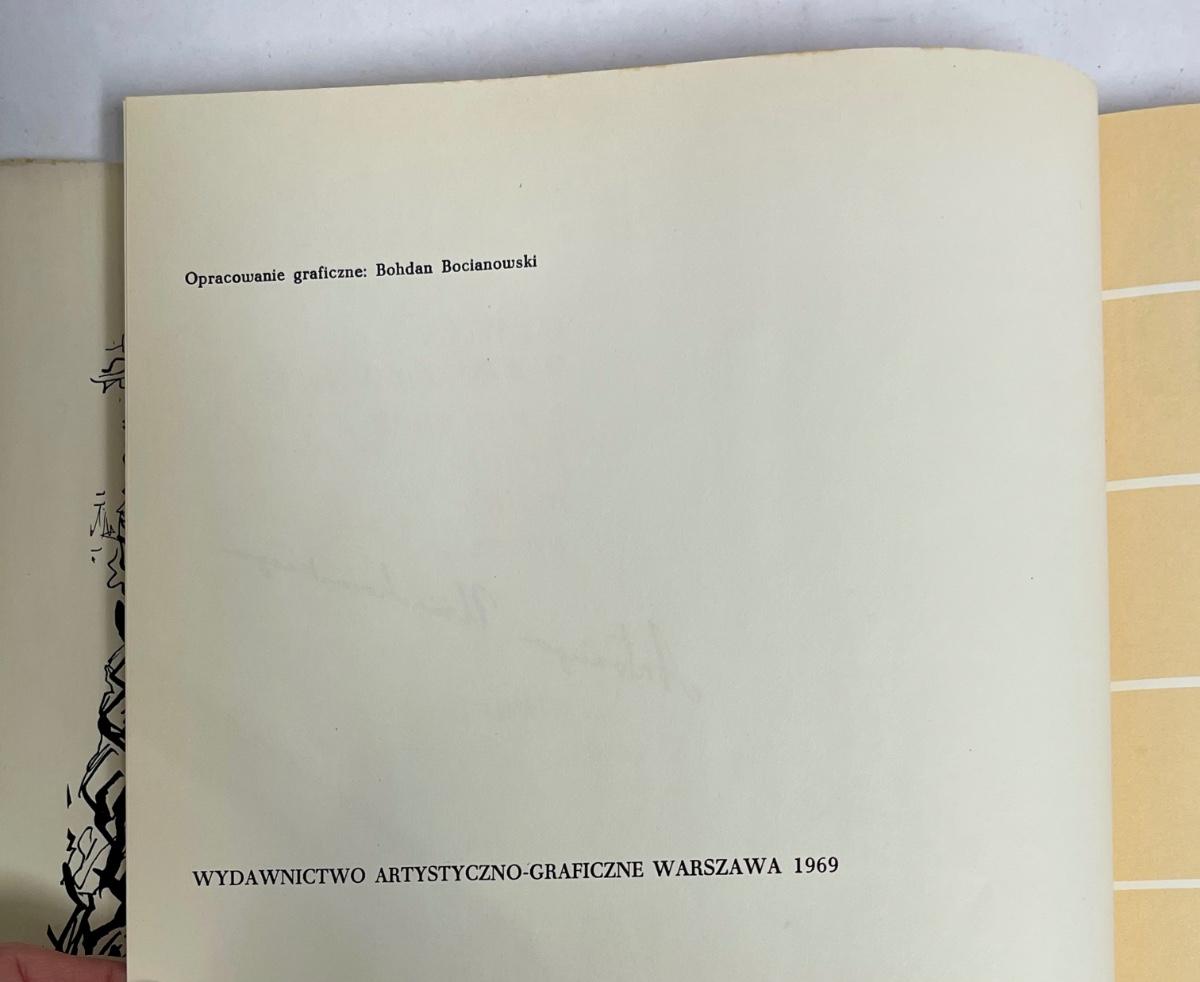 Opracowanie graficzne: Bohdan Bocianowski
WYDAWNICTWO ARTYSTYCZNO-GRAFICZNE WARSZAWA 1969